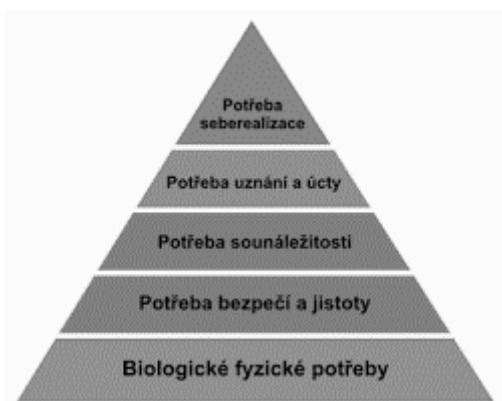 Potřeba
seberealizace
Potřeba uznání a úcty
Potřeba sounáležitosti
Potřeba bezpečí a jistoty
Biologické fyzické potřeby